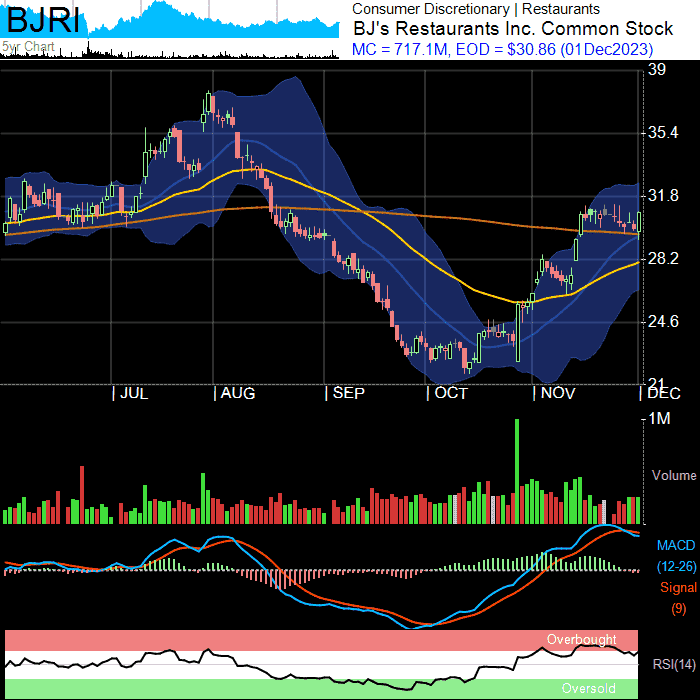 BJRI
5yr Chart
Consumer Discretionary | Restaurants
BJ's Restaurants Inc. Common Stock
MC = 717.1M, EOD = $30.86 (01Dec2023)
39
35.4
31.8
28.2
24.6
21
JUL AUG SEP OCT NOV DEC
1M
Volume
MACD
(12-26)
Signal
(9)
Overbought
RSI(14)
Oversold